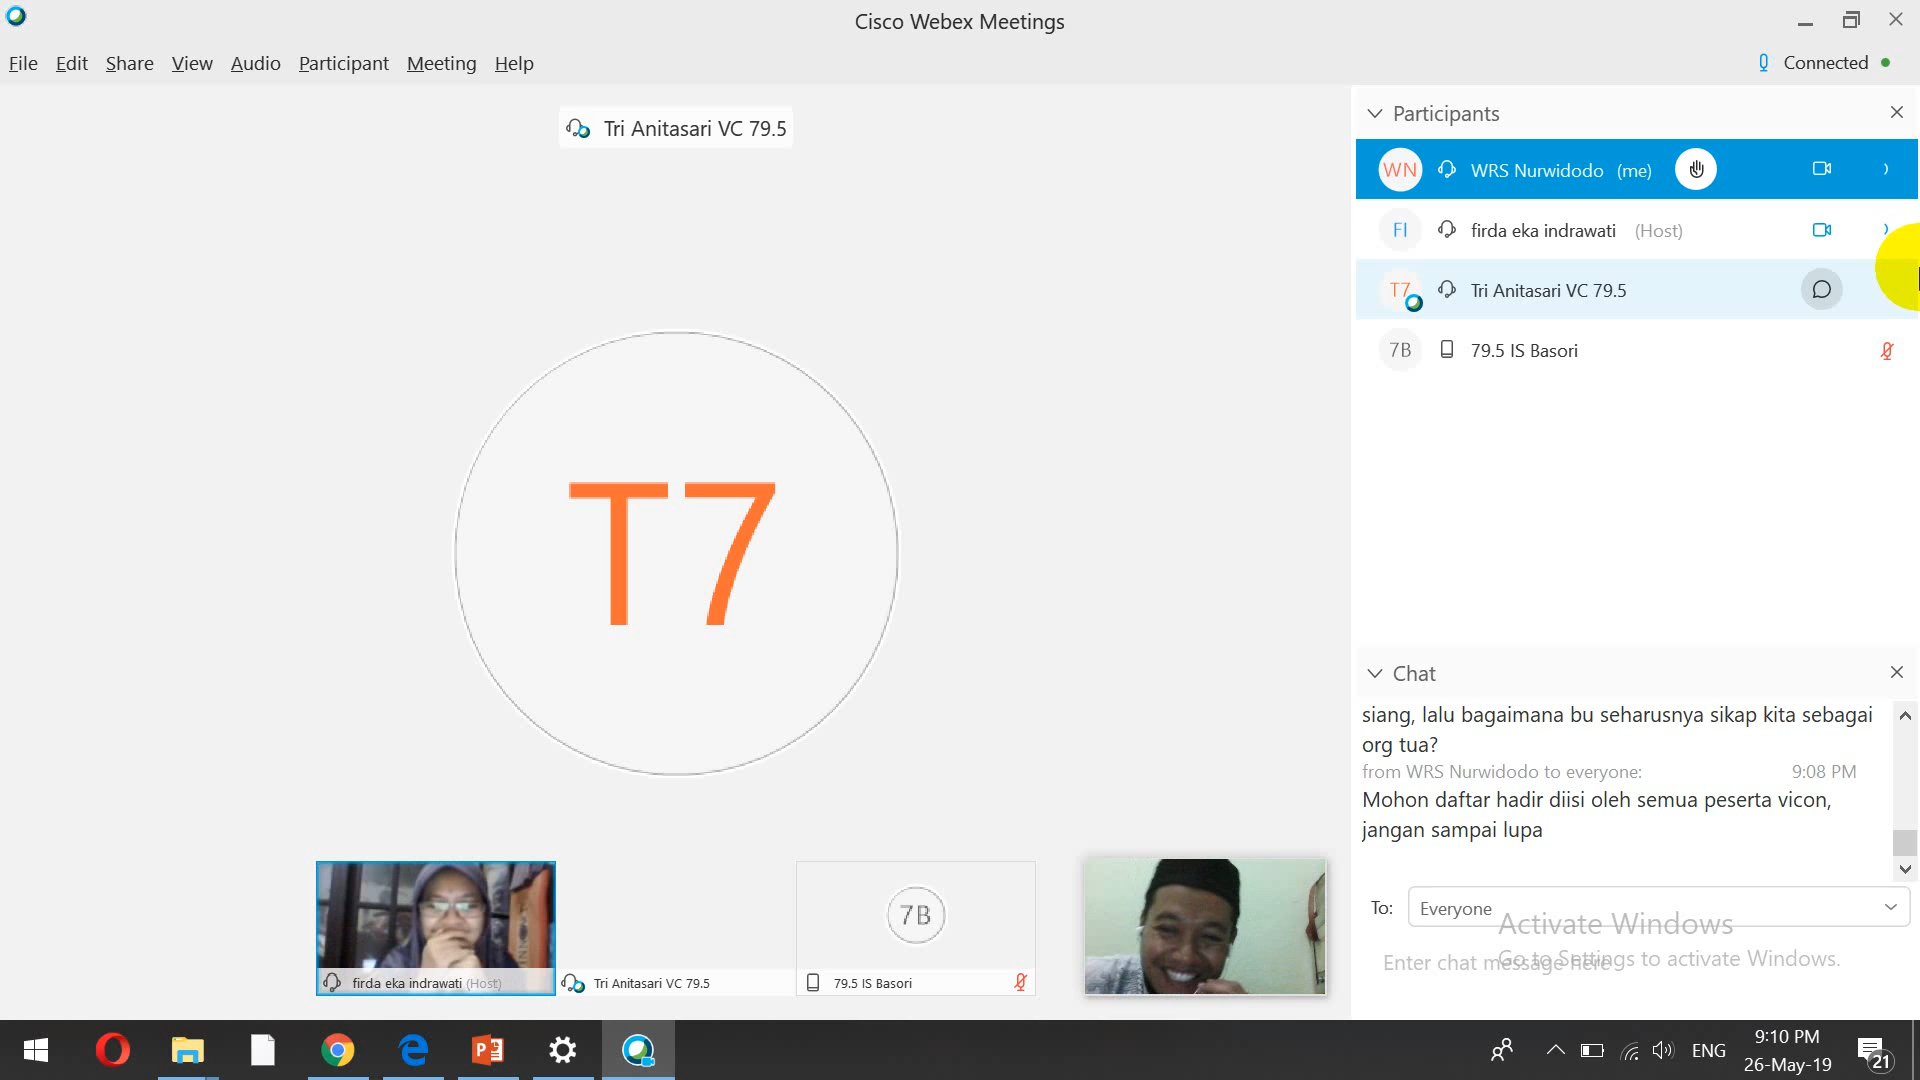 Cisco Webex Meetings
File Edit Share View Audio Participant Meeting Help
Connected
Tri Anitasari VC 79.5
T7
firda eka indrawati (Host)
Tri Anitasari VC 79.5
7B
79.5 IS Basori
Participants
WN WRS Nurwidodo (me)
FI firda eka indrawati (Host)
T7 Tri Anitasari VC 79.5
7B 79.5 IS Basori
Chat
siang, lalu bagaimana bu seharusnya sikap kita sebagai
org tua?
from WRS Nurwidodo to everyone: 9:08 PM
Mohon daftar hadir diisi oleh semua peserta vicon,
jangan sampai lupa
To: Everyone
Enter chat message here
Activate Windows
Go to Settings to activate Windows.
ENG
9:10 PM
26-May-19
21